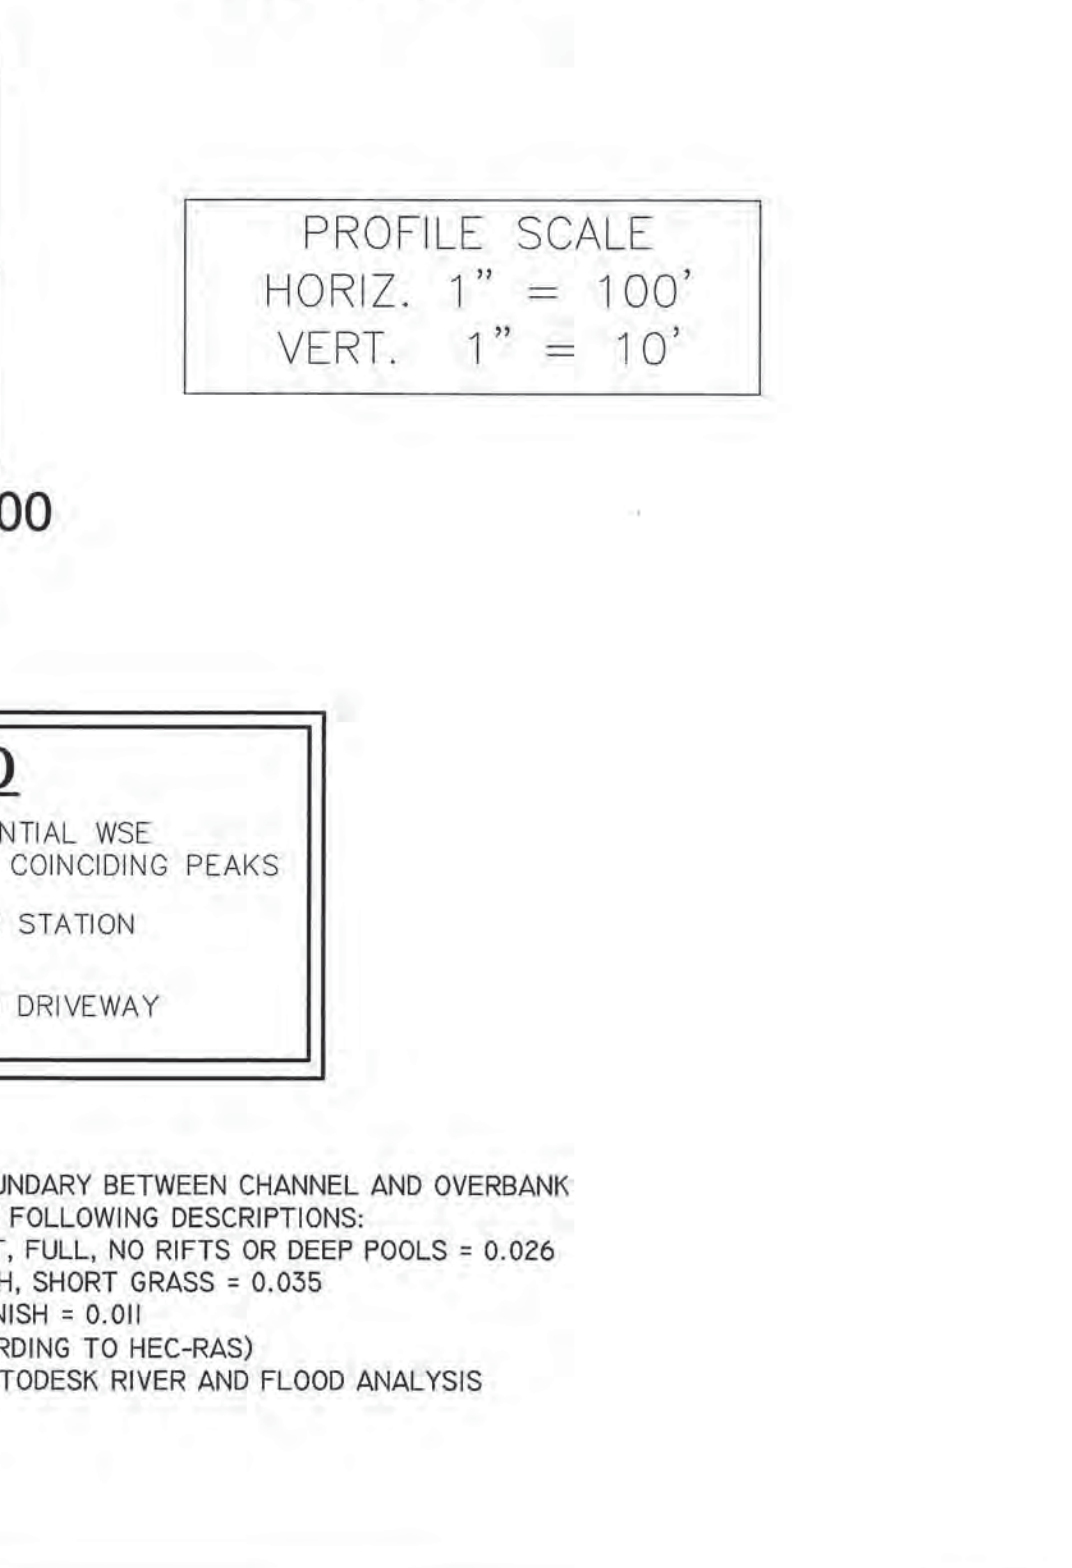 PROFILE SCALE
HORIZ. 1" = 100'
VERT. 1" = 10'
00
D
NTIAL WSE
COINCIDING PEAKS
STATION
DRIVEWAY
UNDARY BETWEEN CHANNEL AND OVERBANK
FOLLOWING DESCRIPTIONS:
T, FULL, NO RIFTS OR DEEP POOLS = 0.026
H, SHORT GRASS = 0.035
NISH = 0.011
RDING TO HEC-RAS)
TODESK RIVER AND FLOOD ANALYSIS